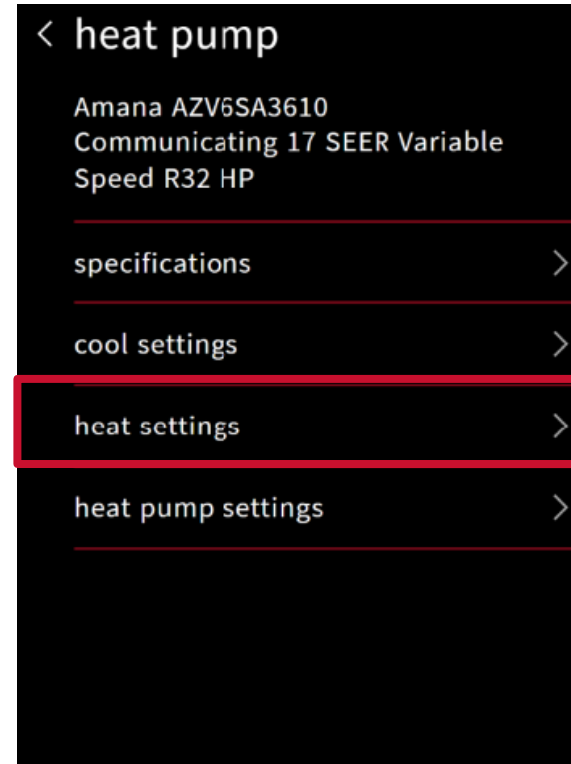 heat pump
Amana AZV6SA3610
Communicating 17 SEER Variable
Speed R32 HP
specifications
cool settings
heat settings
heat pump settings